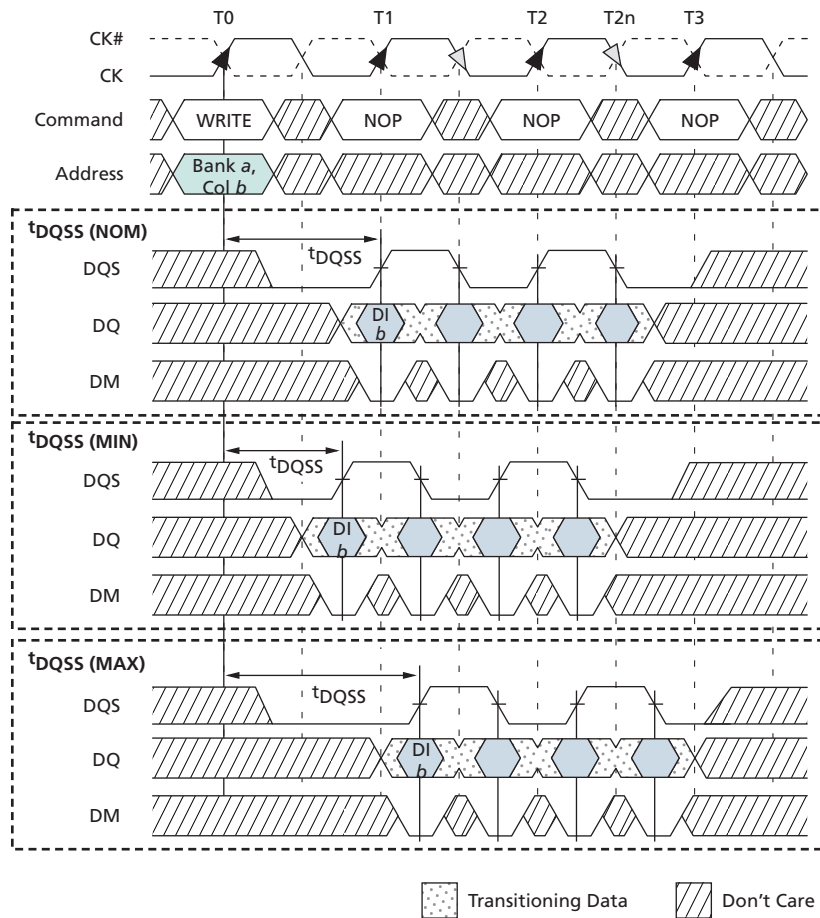 T0 T1 T2 T2n T3
CK#
CK
Command WRITE NOP NOP NOP
Address Bank a,
Col b
tDQSS (NOM)
tDQSS
DQS
DQ DI
b
DM
tDQSS (MIN)
tDQSS
DQS
DQ DI
b
DM
tDQSS (MAX)
tDQSS
DQS
DQ DI
b
DM
Transitioning Data Don't Care